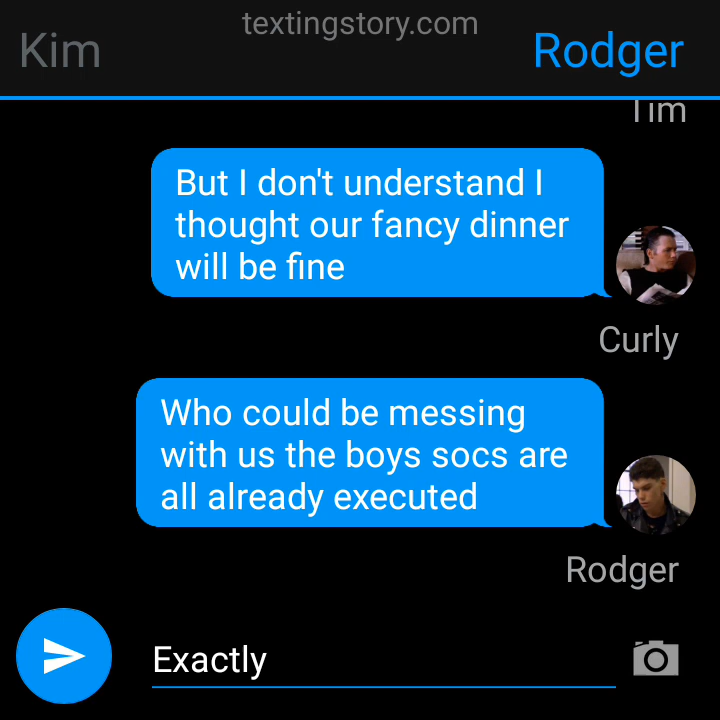 textingstory.com
Kim
Rodger
Tim
But I don't understand I
thought our fancy dinner
will be fine
Curly
Who could be messing
with us the boys socs are
all already executed
Rodger
Exactly